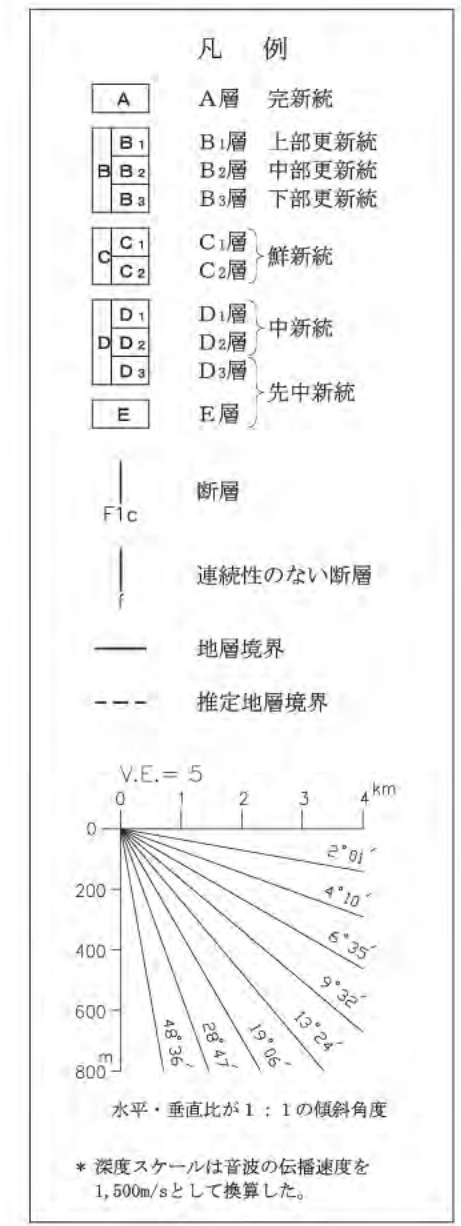 凡 例
A A層 完新統
B B1 B1層 上部更新統
B2 B2層 中部更新統
B3 B3層 下部更新統
C C1 C1層 鮮新統
C2 C2層
D D1 D1層 中新統
D2 D2層
D3 D3層 先中新統
E E層
F1c 断層
f 連続性のない断層
地層境界
推定地層境界
V.E.= 5
0 1 2 3 4 km
0
200
400
600
m
800
2°01′
4°10′
6°35′
9°32′
13°24′
19°06′
28°47′
48°36′
水平・垂直比が1:1の傾斜角度
* 深度スケールは音波の伝播速度を
1,500m/sとして換算した。